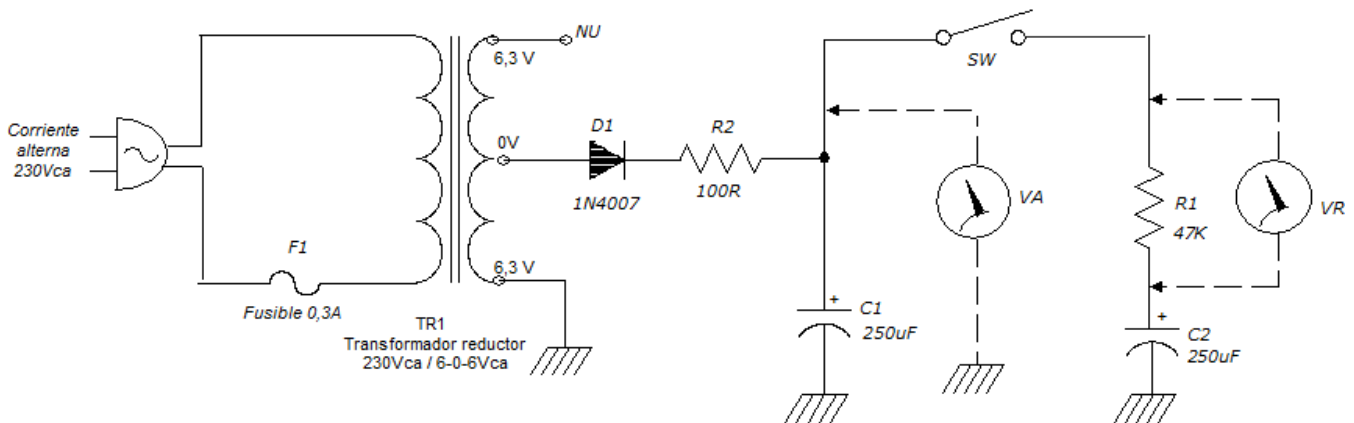 NU
6,3 V
SW
Corriente
alterna
230Vca
0V
D1
1N4007
R2
100R
VA
R1
47K
VR
F1
Fusible 0,3A
6,3 V
TR1
Transformador reductor
230Vca / 6-0-6Vca
+
C1
250uF
+
C2
250uF